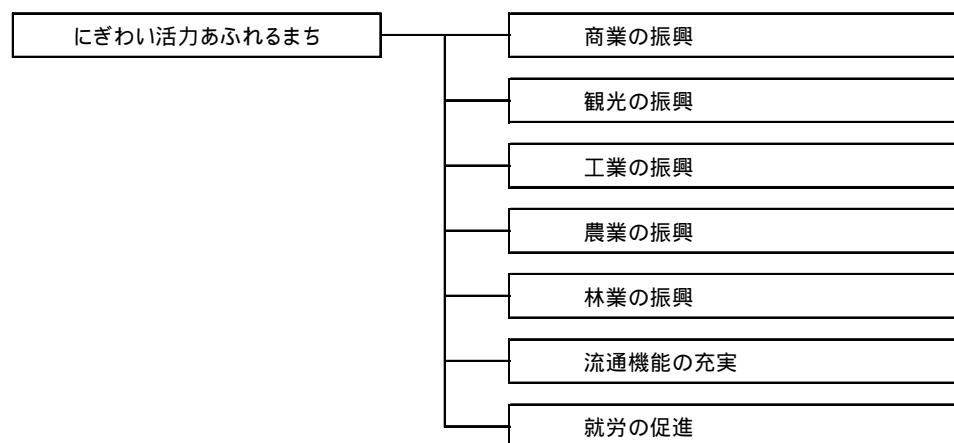 にぎわい活力あふれるまち
商業の振興
観光の振興
工業の振興
農業の振興
林業の振興
流通機能の充実
就労の促進